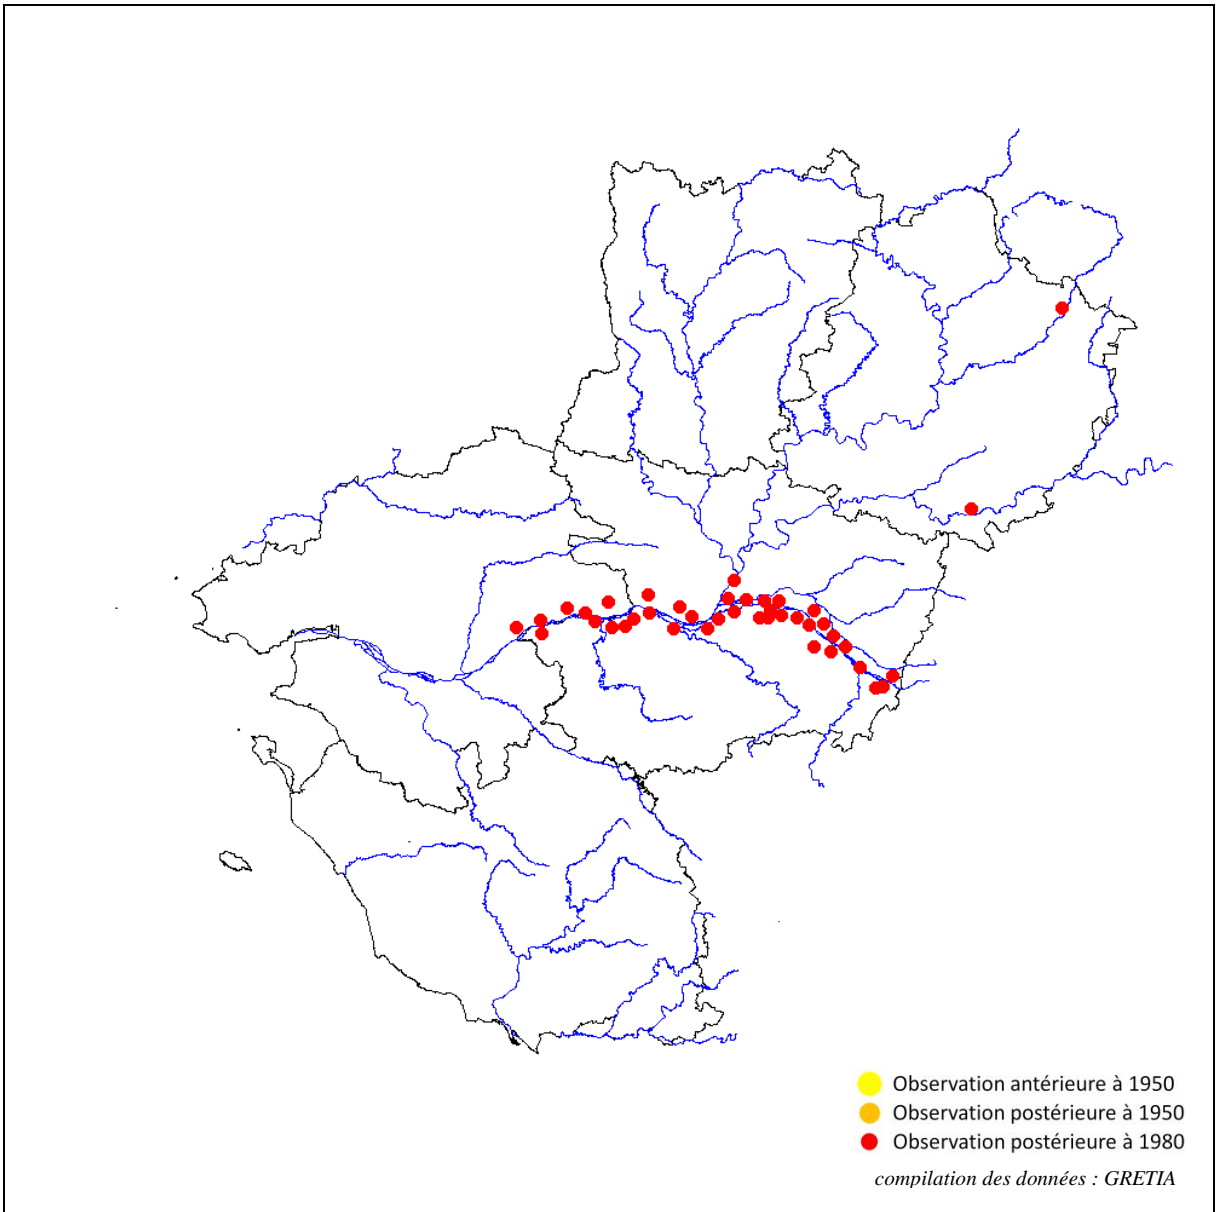 Observation antérieure à 1950
Observation postérieure à 1950
Observation postérieure à 1980
compilation des données : GRETIA